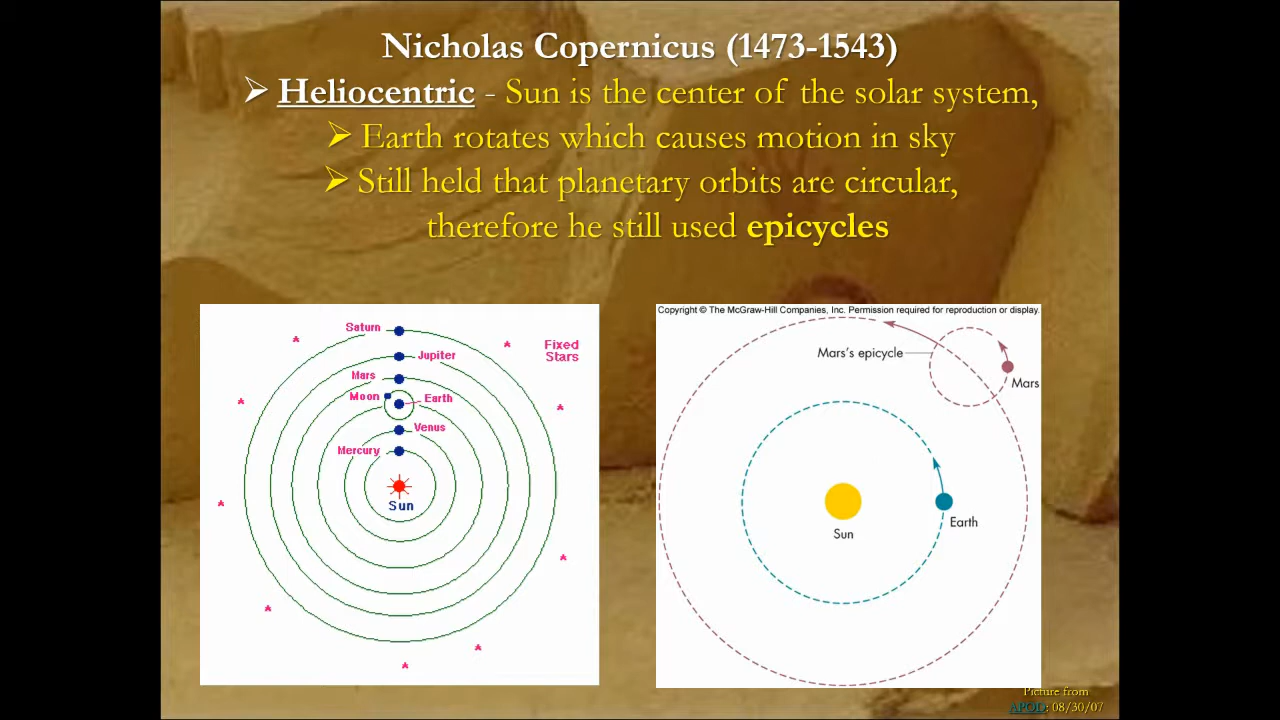 Nicholas Copernicus (1473-1543)
➢ Heliocentric - Sun is the center of the solar system,
➢ Earth rotates which causes motion in sky
➢ Still held that planetary orbits are circular,
therefore he still used epicycles
Saturn
Jupiter
Mars
Moon
Earth
Venus
Mercury
Sun
Fixed
Stars
Copyright © The McGraw-Hill Companies, Inc. Permission required for reproduction or display.
Mars's epicycle
Mars
Earth
Sun
Picture from
APOD: 08/30/07